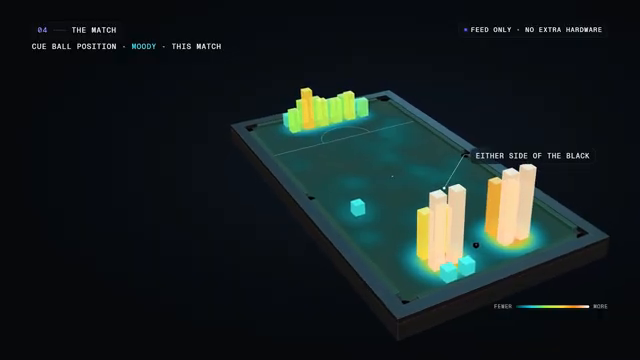 04 — THE MATCH
FEED ONLY · NO EXTRA HARDWARE
CUE BALL POSITION · MOODY · THIS MATCH
EITHER SIDE OF THE BLACK
FEWER MORE